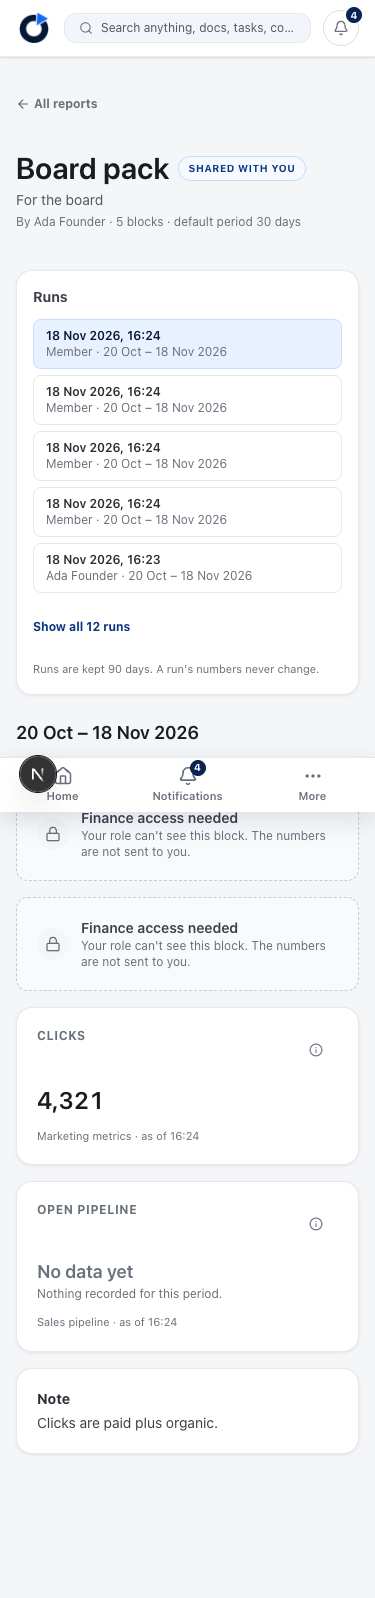 Search anything, docs, tasks, co...
4
All reports
Board pack
SHARED WITH YOU
For the board
By Ada Founder · 5 blocks · default period 30 days
Runs
18 Nov 2026, 16:24
Member · 20 Oct – 18 Nov 2026
18 Nov 2026, 16:24
Member · 20 Oct – 18 Nov 2026
18 Nov 2026, 16:24
Member · 20 Oct – 18 Nov 2026
18 Nov 2026, 16:24
Member · 20 Oct – 18 Nov 2026
18 Nov 2026, 16:23
Ada Founder · 20 Oct – 18 Nov 2026
Show all 12 runs
Runs are kept 90 days. A run's numbers never change.
20 Oct – 18 Nov 2026
N
4
Home
Notifications
More
Finance access needed
Your role can't see this block. The numbers
are not sent to you.
Finance access needed
Your role can't see this block. The numbers
are not sent to you.
CLICKS
4,321
Marketing metrics · as of 16:24
OPEN PIPELINE
No data yet
Nothing recorded for this period.
Sales pipeline · as of 16:24
Note
Clicks are paid plus organic.